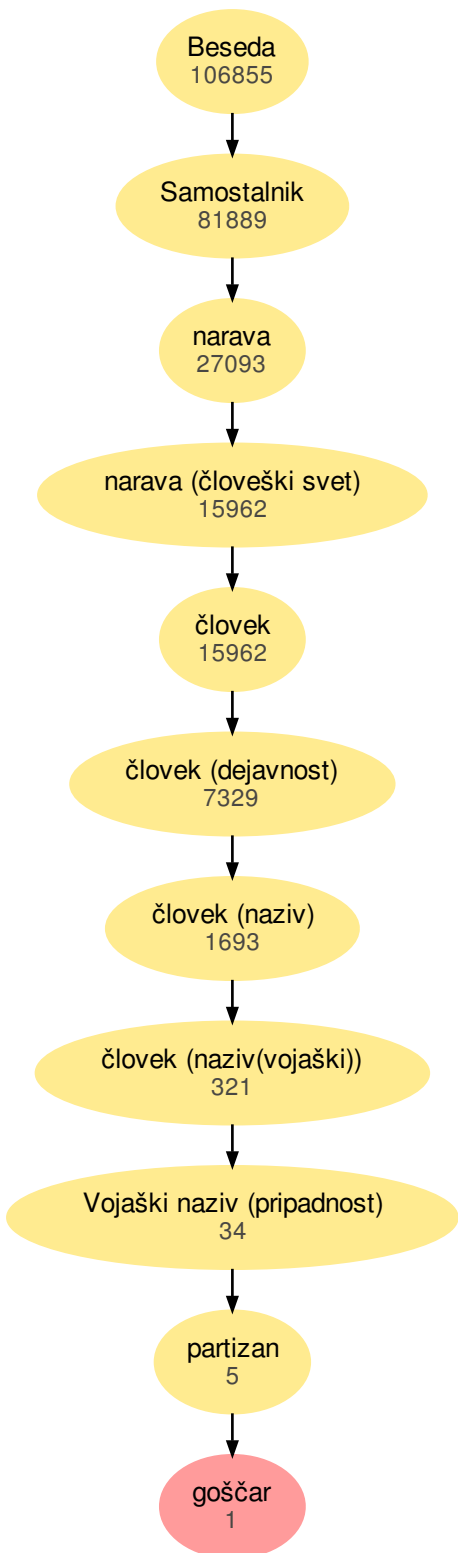 Beseda
106855
Samostalnik
81889
narava
27093
narava (človeški svet)
15962
človek
15962
človek (dejavnost)
7329
človek (naziv)
1693
človek (naziv(vojaški))
321
Vojaški naziv (pripadnost)
34
partizan
5
goščar
1